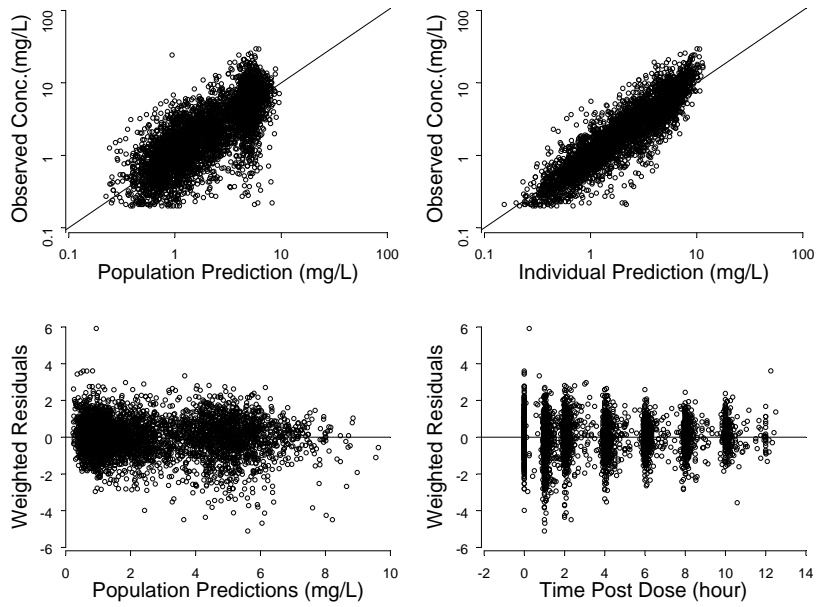 Observed Conc.(mg/L)
100
10
1
0.1
0.1 1 10 100
Population Prediction (mg/L)
Observed Conc.(mg/L)
100
10
1
0.1
0.1 1 10 100
Individual Prediction (mg/L)
Weighted Residuals
6
4
2
0
-2
-4
-6
0 2 4 6 8 10
Population Predictions (mg/L)
Weighted Residuals
6
4
2
0
-2
-4
-6
-2 0 2 4 6 8 10 12 14
Time Post Dose (hour)